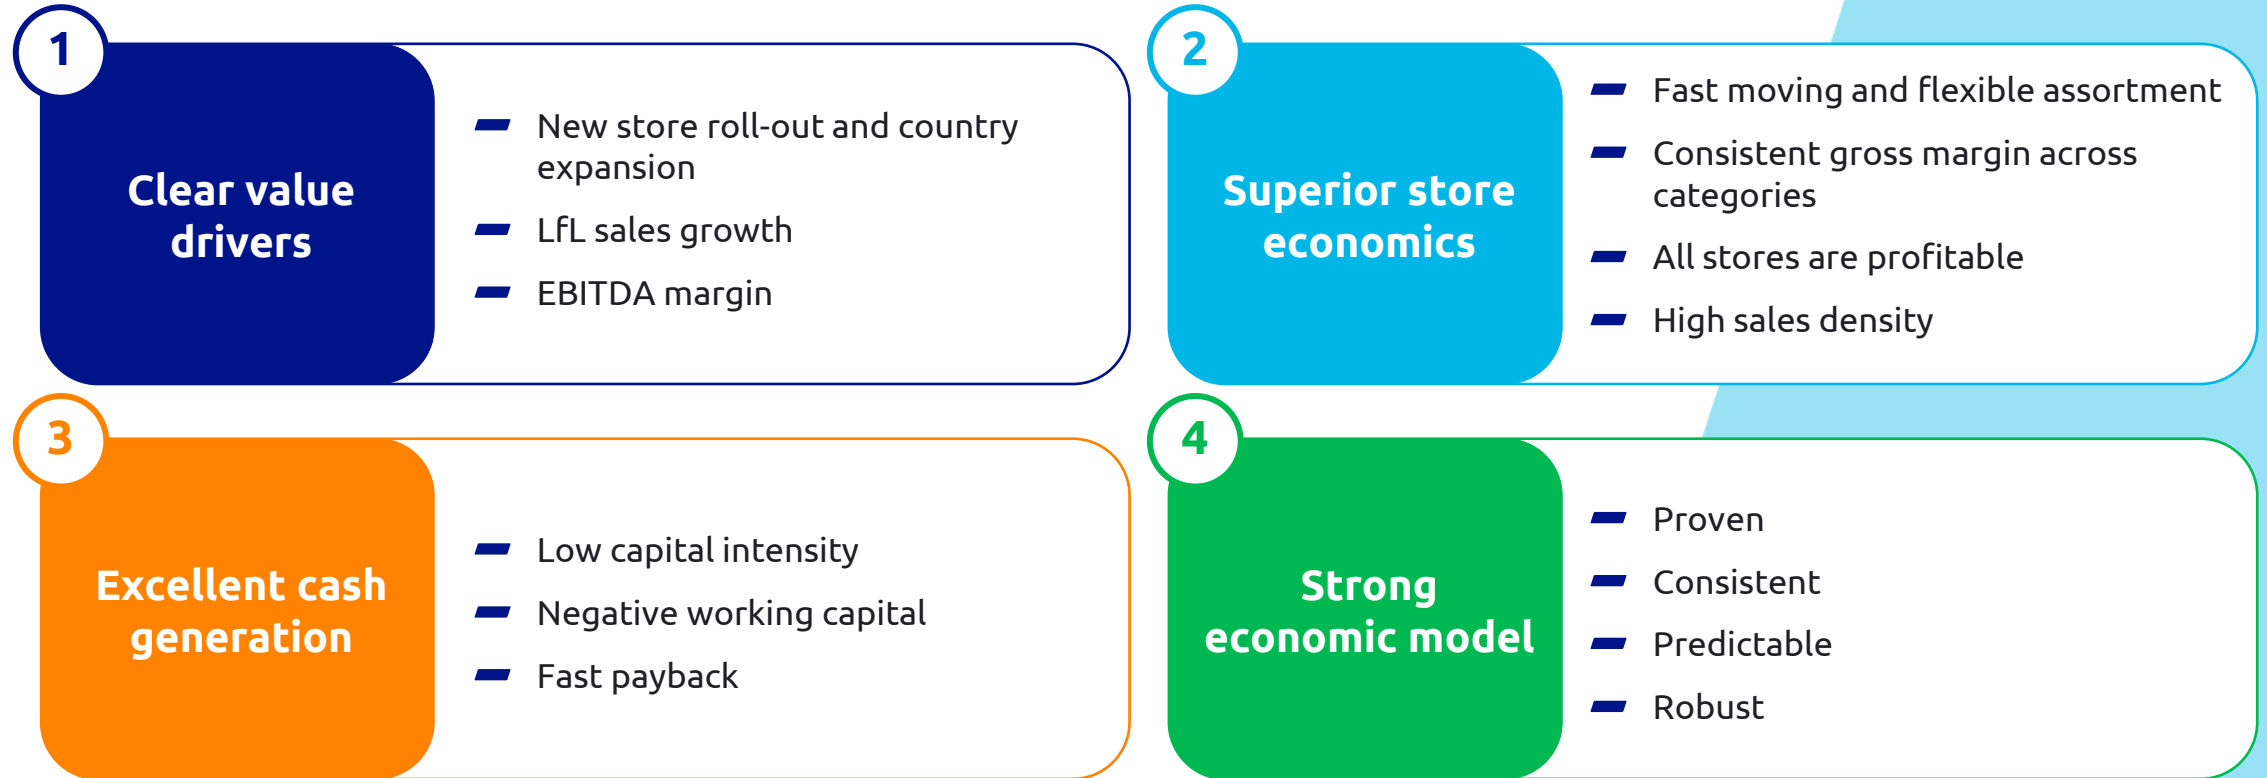 1
Clear value
drivers
New store roll-out and country
expansion
LfL sales growth
EBITDA margin
2
Superior store
economics
Fast moving and flexible assortment
Consistent gross margin across
categories
All stores are profitable
High sales density
3
Excellent cash
generation
Low capital intensity
Negative working capital
Fast payback
4
Strong
economic model
Proven
Consistent
Predictable
Robust